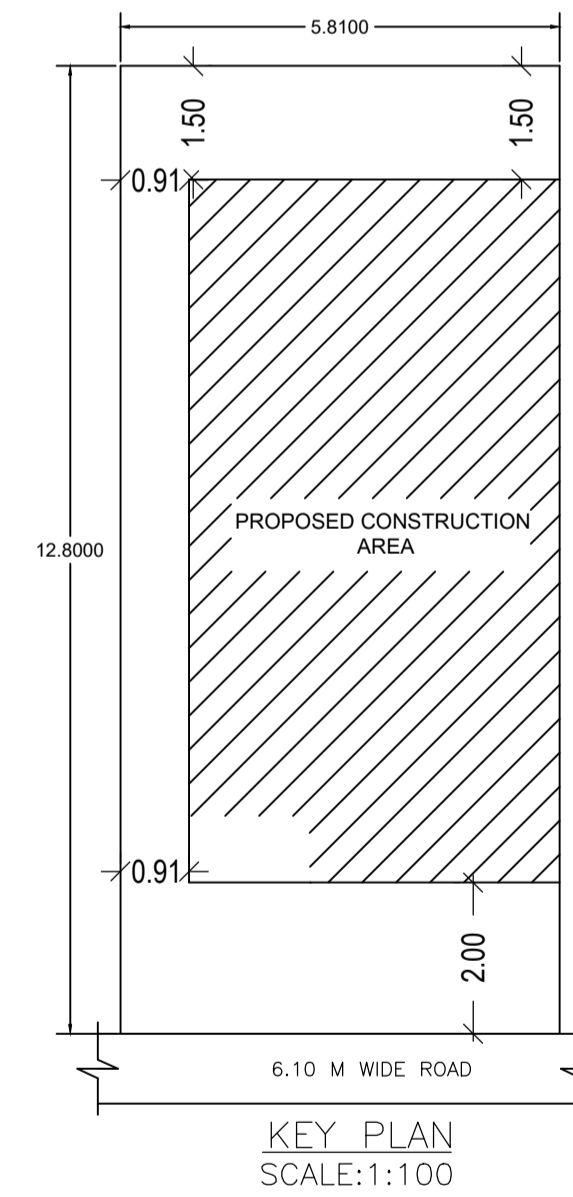 5.8100
1.50
1.50
0.91
PROPOSED CONSTRUCTION
AREA
12.8000
0.91
2.00
6.10 M WIDE ROAD
KEY PLAN
SCALE:1:100